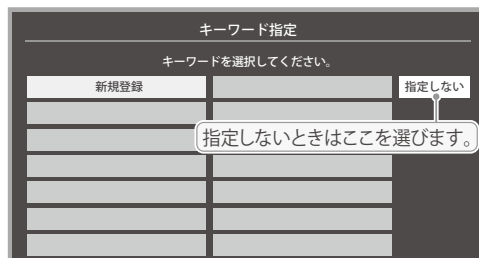 キーワード指定
キーワードを選択してください。
新規登録
指定しない
指定しないときはここを選びます。